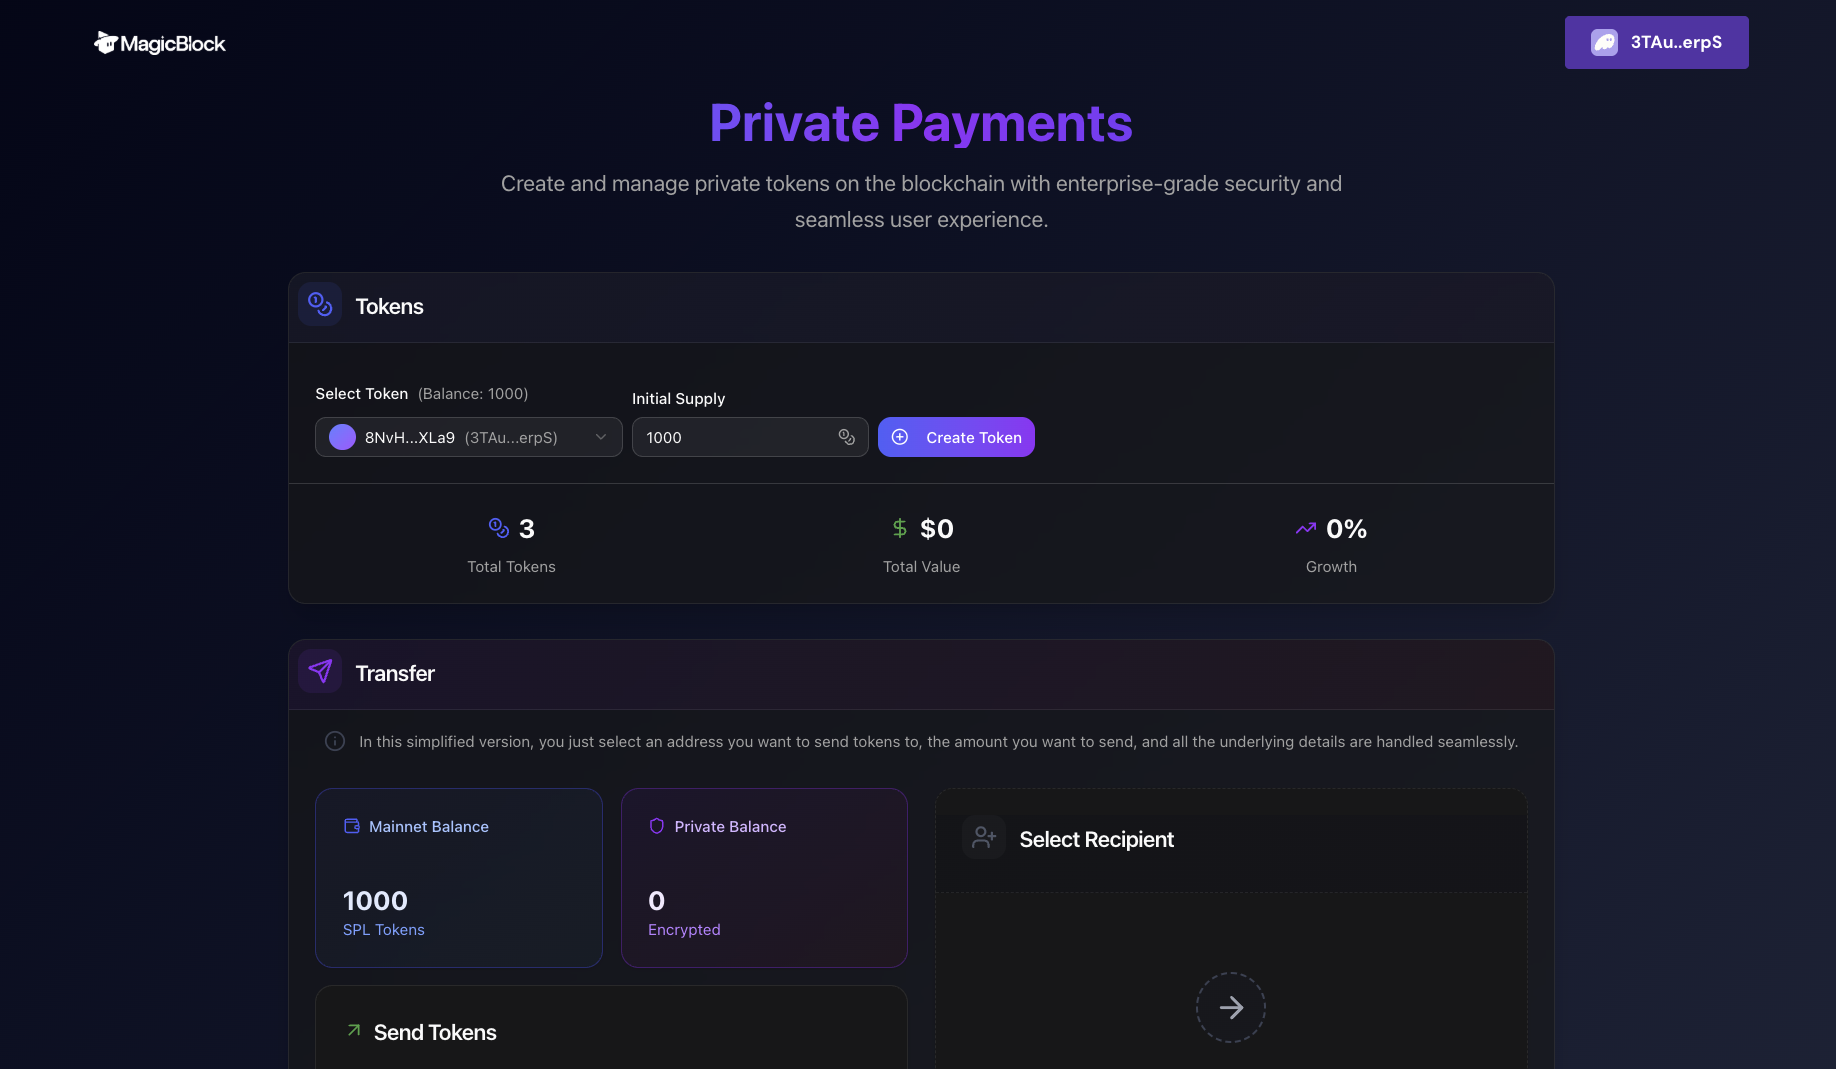 MagicBlock
3TAu..erpS
Private Payments
Create and manage private tokens on the blockchain with enterprise-grade security and
seamless user experience.
Tokens
Select Token (Balance: 1000)
Initial Supply
8NvH...XLa9 (3TAu...erpS)
1000
Create Token
3
Total Tokens
$0
Total Value
0%
Growth
Transfer
In this simplified version, you just select an address you want to send tokens to, the amount you want to send, and all the underlying details are handled seamlessly.
Mainnet Balance
1000
SPL Tokens
Private Balance
0
Encrypted
Select Recipient
Send Tokens